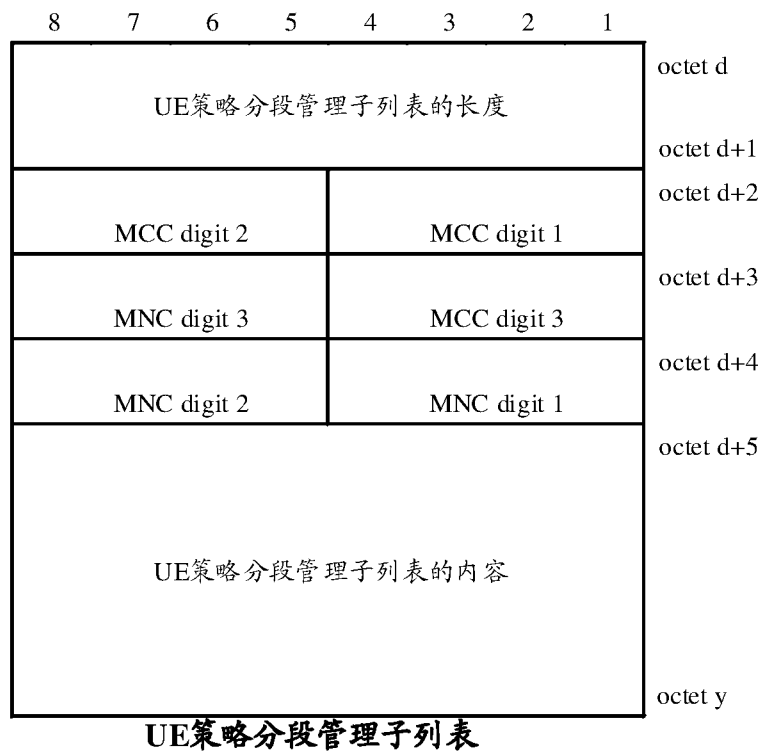 8 7 6 5 4 3 2 1
octet d
UE策略分段管理子列表的长度
octet d+1
octet d+2
MCC digit 2 MCC digit 1
octet d+3
MNC digit 3 MCC digit 3
octet d+4
MNC digit 2 MNC digit 1
octet d+5
UE策略分段管理子列表的内容
octet y
UE策略分段管理子列表